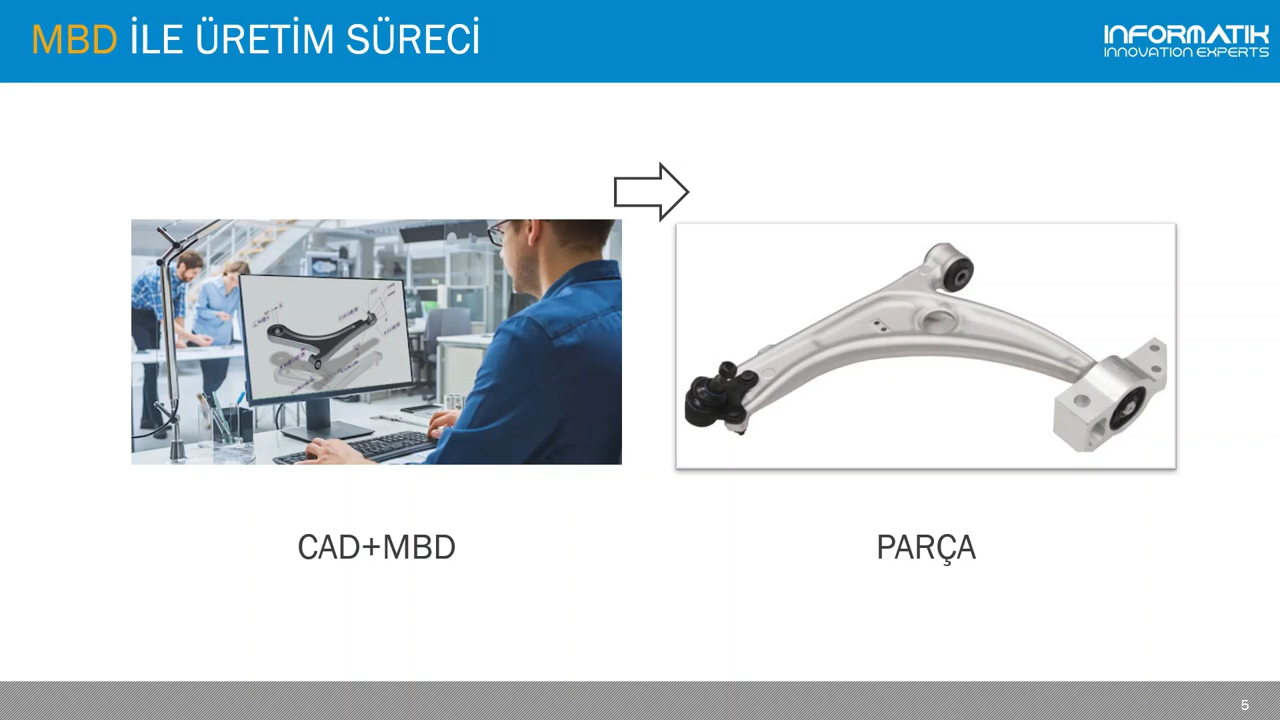 MBD İLE ÜRETİM SÜRECİ
INFORMATIK
INNOVATION EXPERTS
CAD+MBD
PARÇA
5